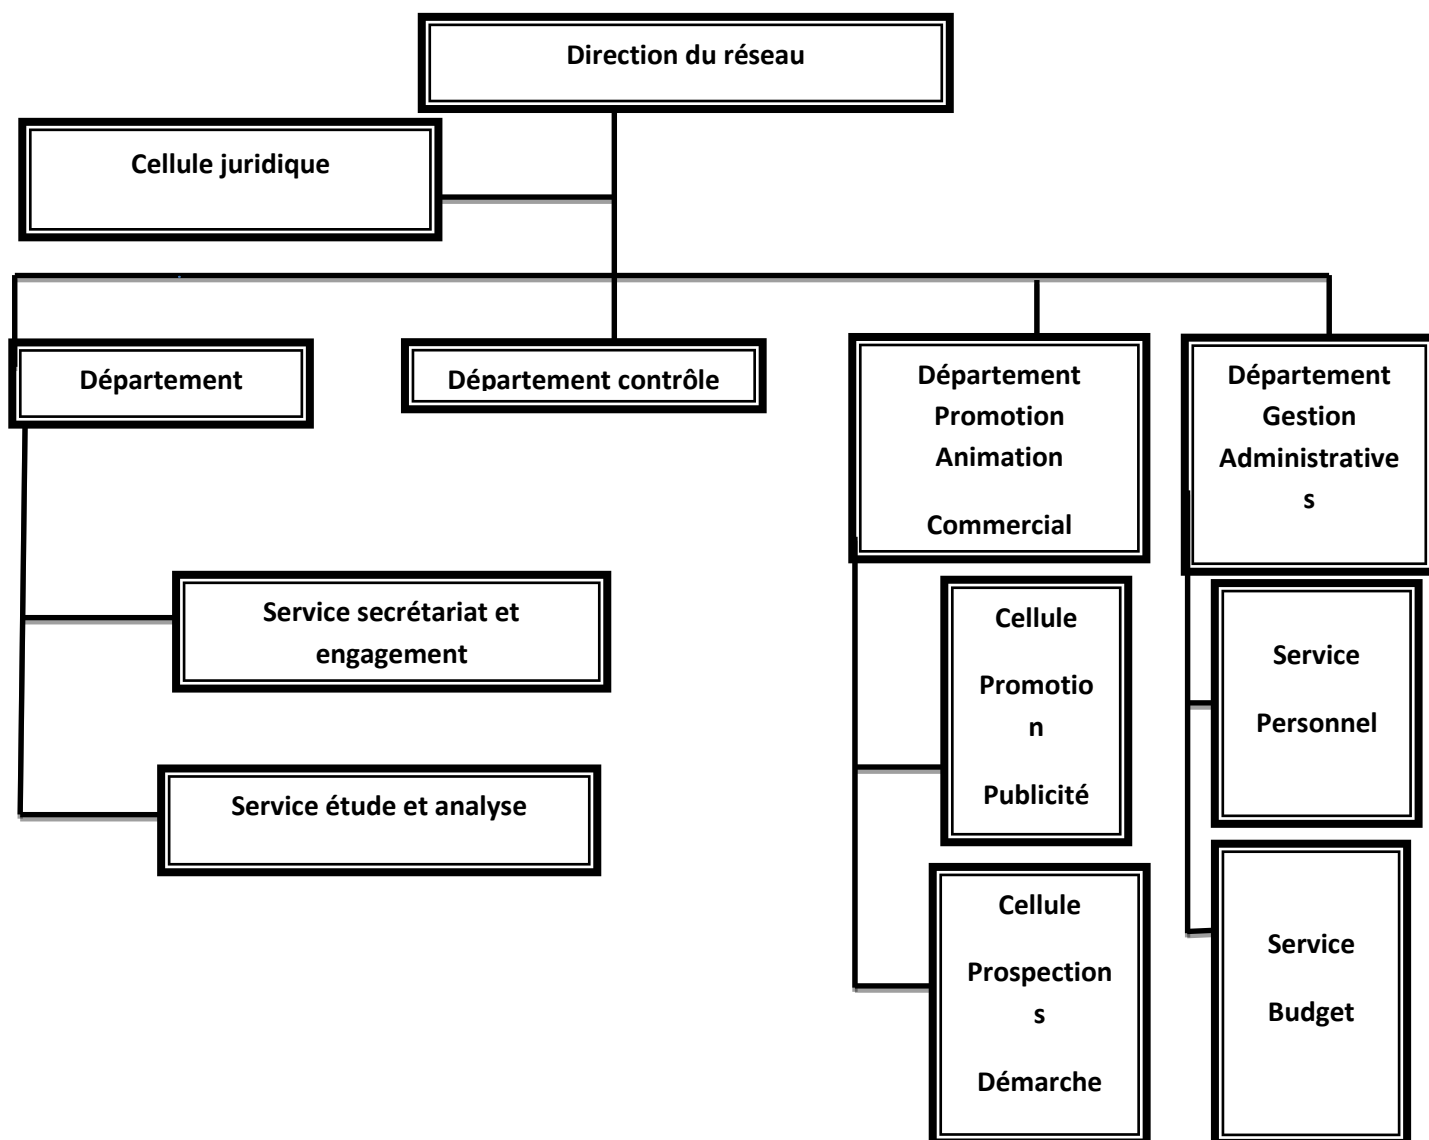 Direction du réseau
Cellule juridique
Département
Département contrôle
Département
Promotion
Animation
Commercial
Département
Gestion
Administrative
s
Service secrétariat et
engagement
Service étude et analyse
Cellule
Promotio
n
Publicité
Cellule
Prospection
s
Démarche
Service
Personnel
Service
Budget